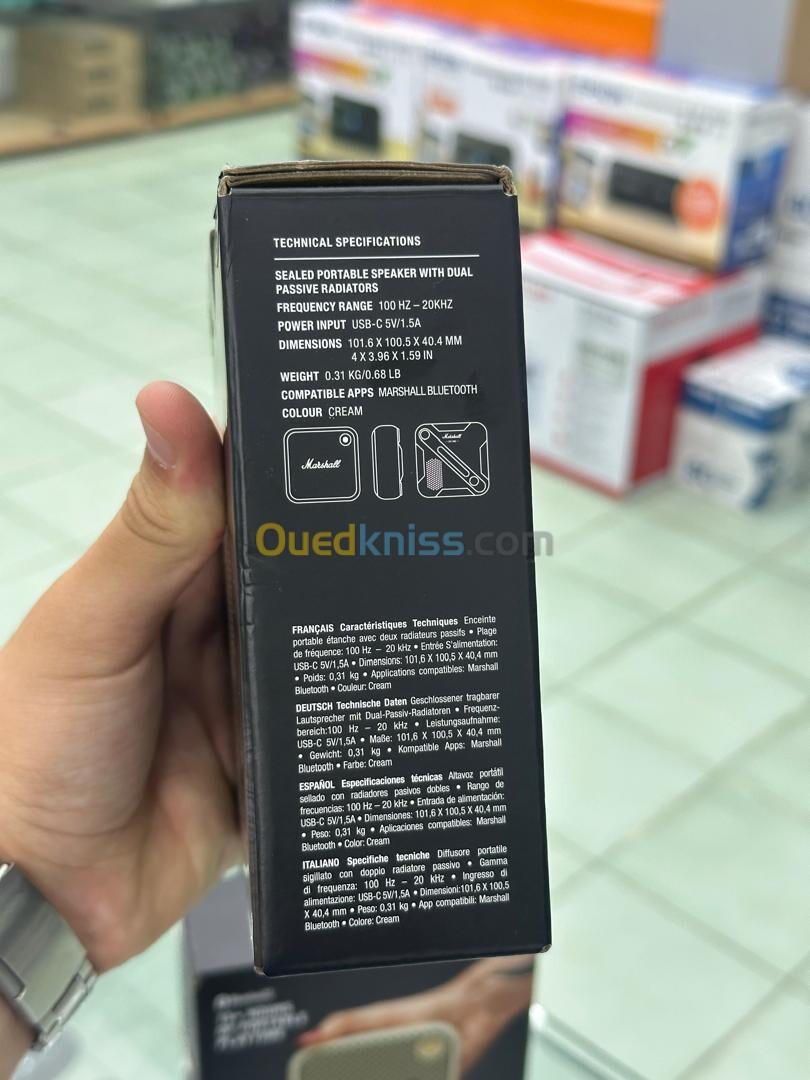 TECHNICAL SPECIFICATIONS
SEALED PORTABLE SPEAKER WITH DUAL
PASSIVE RADIATORS
FREQUENCY RANGE 100 HZ – 20KHZ
POWER INPUT USB-C 5V/1.5A
DIMENSIONS 101.6 X 100.5 X 40.4 MM
4 X 3.96 X 1.59 IN
WEIGHT 0.31 KG/0.68 LB
COMPATIBLE APPS MARSHALL BLUETOOTH
COLOUR CREAM
Marshall
Marshall
Ouedkniss.com
FRANÇAIS Caractéristiques Techniques Enceinte
portable étanche avec deux radiateurs passifs • Plage
de fréquence: 100 Hz – 20 kHz • Entrée S'alimentation:
USB-C 5V/1,5A • Dimensions: 101,6 X 100,5 X 40,4 mm
• Poids: 0,31 kg • Applications compatibles: Marshall
Bluetooth • Couleur: Cream
DEUTSCH Technische Daten Geschlossener tragbarer
Lautsprecher mit Dual-Passiv-Radiatoren • Frequenz-
bereich:100 Hz – 20 kHz • Leistungsaufnahme:
USB-C 5V/1,5A • Maße: 101,6 X 100,5 X 40,4 mm
• Gewicht: 0,31 kg • Kompatible Apps: Marshall
Bluetooth • Farbe: Cream
ESPAÑOL Especificaciones técnicas Altavoz portátil
sellado con radiadores pasivos dobles • Rango de
frecuencias: 100 Hz – 20 kHz • Entrada de alimentación:
USB-C 5V/1,5A • Dimensiones: 101,6 X 100,5 X 40,4 mm
• Peso: 0,31 kg • Aplicaciones compatibles: Marshall
Bluetooth • Color: Cream
ITALIANO Specifiche tecniche Diffusore portatile
sigillato con doppio radiatore passivo • Gamma
di frequenza: 100 Hz – 20 kHz • Ingresso di
alimentazione: USB-C 5V/1,5A • Dimensioni:101,6 X 100,5
X 40,4 mm • Peso: 0,31 kg • App compatibili: Marshall
Bluetooth • Colore: Cream